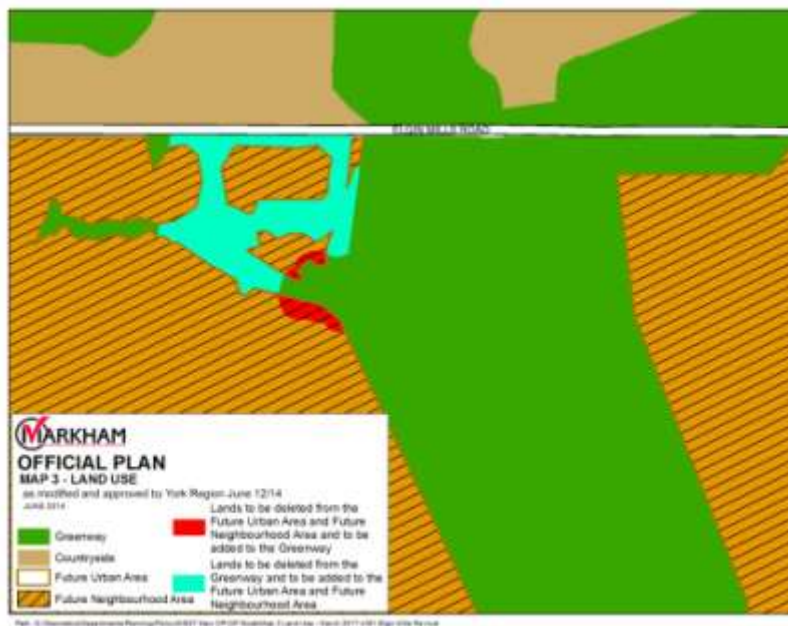 ELGIN MILLS ROAD
MARKHAM
OFFICIAL PLAN
MAP 3 - LAND USE
as modified and approved by York Region June 12/14
JUNE 2014
Greenway
Countryside
Future Urban Area
Future Neighbourhood Area
Lands to be deleted from the
Future Urban Area and Future
Neighbourhood Area and to be
added to the Greenway
Lands to be deleted from the
Greenway and to be added to the
Future Urban Area and Future
Neighbourhood Area